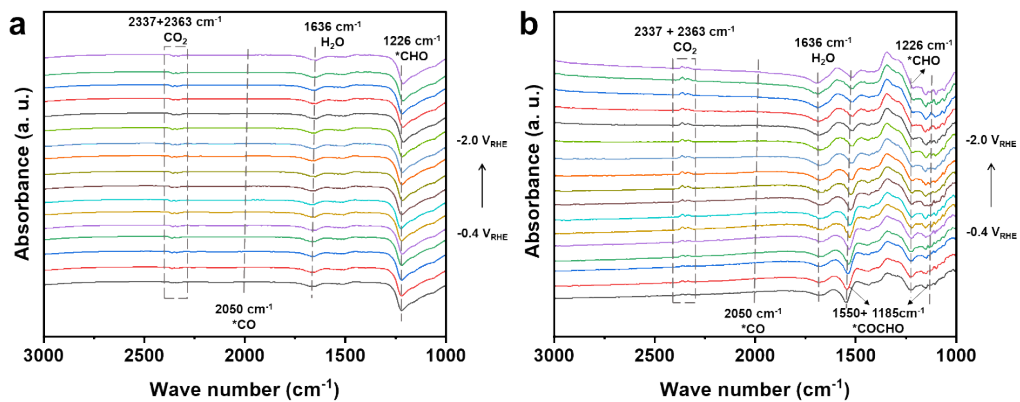 a
2337+2363 cm⁻¹
CO₂
1636 cm⁻¹
H₂O
1226 cm⁻¹
*CHO
Absorbance (a. u.)
-2.0 V_RHE
-0.4 V_RHE
2050 cm⁻¹
*CO
3000 2500 2000 1500 1000
Wave number (cm⁻¹)
b
2337 + 2363 cm⁻¹
CO₂
1636 cm⁻¹
H₂O
1226 cm⁻¹
*CHO
Absorbance (a. u.)
-2.0 V_RHE
-0.4 V_RHE
2050 cm⁻¹
*CO
1550+ 1185cm⁻¹
*COCHO
3000 2500 2000 1500 1000
Wave number (cm⁻¹)